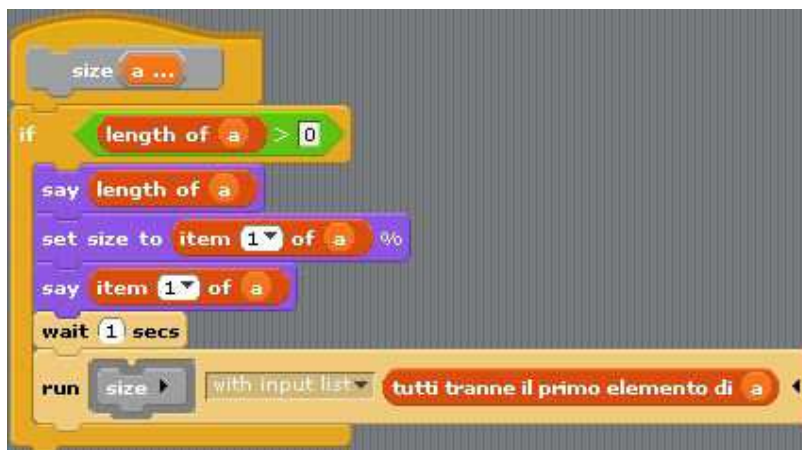 size a ...
if length of a > 0
say length of a
set size to item 1 of a %
say item 1 of a
wait 1 secs
run size with input list tutti tranne il primo elemento di a